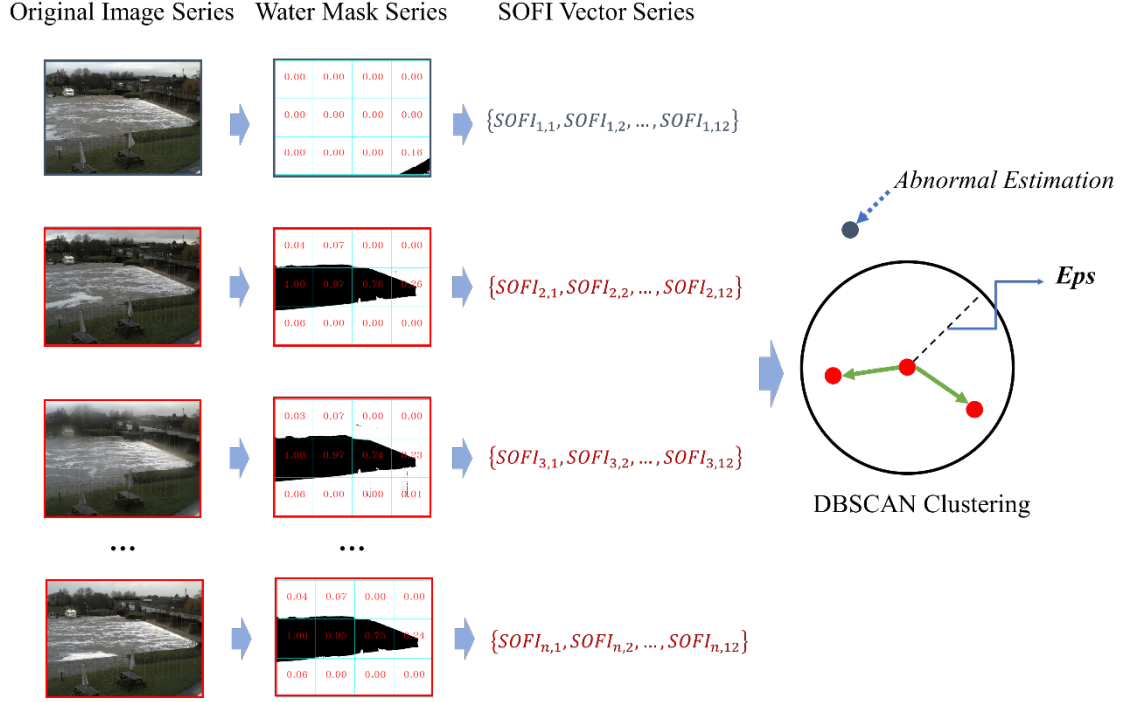 Original Image Series Water Mask Series SOFI Vector Series
0.00 0.00 0.00 0.00
0.00 0.00 0.00 0.00
0.00 0.00 0.00 0.16
{SOFI1,1, SOFI1,2, ..., SOFI1,12}
Abnormal Estimation
0.04 0.07 0.00 0.00
1.00 0.97 0.76 0.26
0.06 0.00 0.00 0.00
{SOFI2,1, SOFI2,2, ..., SOFI2,12}
Eps
0.03 0.07 0.00 0.00
1.00 0.97 0.74 0.23
0.06 0.00 0.00 0.01
{SOFI3,1, SOFI3,2, ..., SOFI3,12}
DBSCAN Clustering
... ...
0.04 0.07 0.00 0.00
1.00 0.95 0.75 0.24
0.06 0.00 0.00 0.00
{SOFIn,1, SOFIn,2, ..., SOFIn,12}